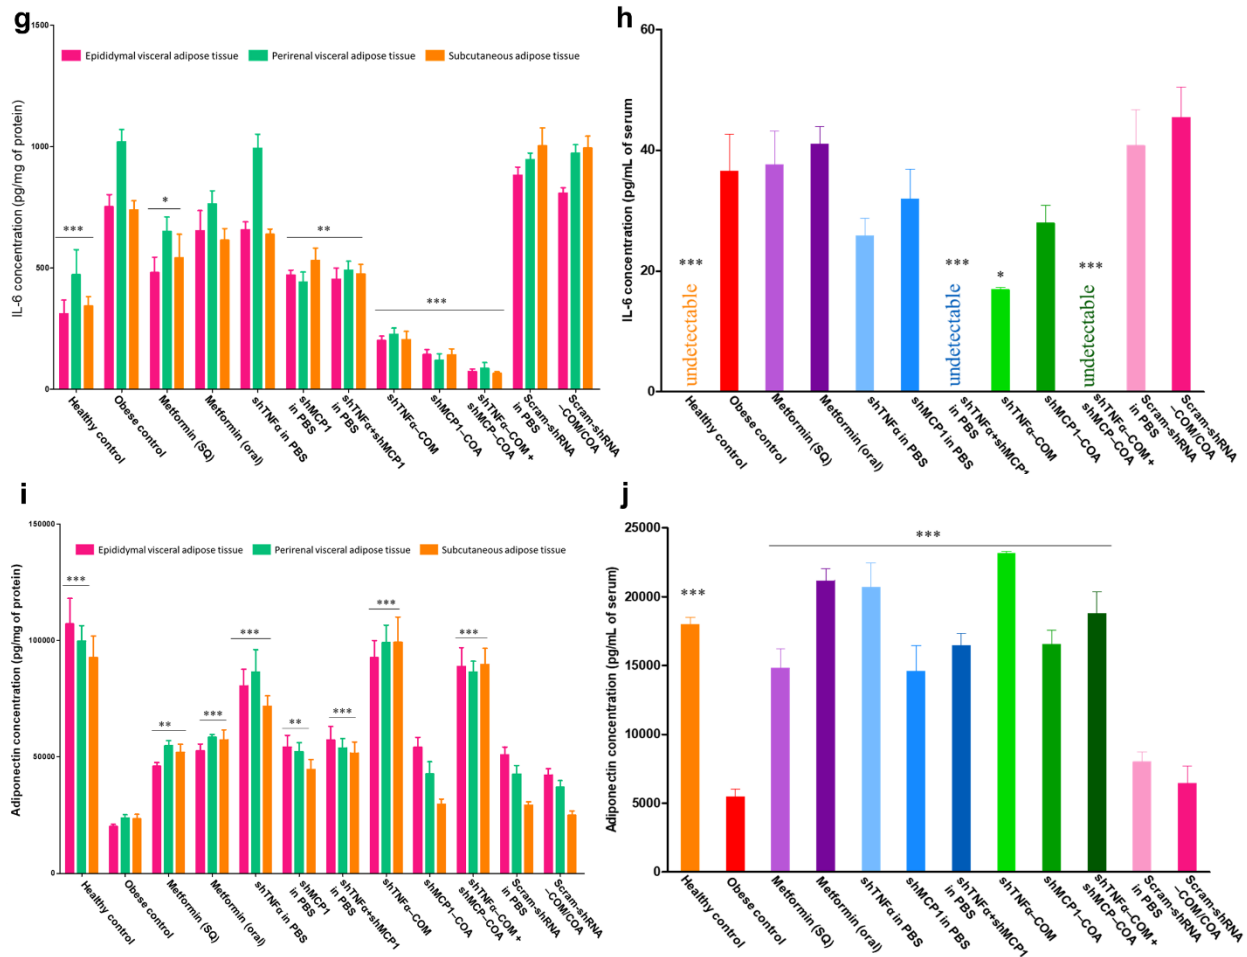 g
1500
1000
500
0
IL-6 concentration (pg/mg of protein)
Epididymal visceral adipose tissue
Perirenal visceral adipose tissue
Subcutaneous adipose tissue
***
*
**
***
Healthy control
Obese control
Metformin (SQ)
Metformin (oral)
shTNFα in PBS
shMCP1
in PBS
shTNFα+shMCP1
in PBS
shTNFα–COM
shMCP1–COA
shTNFα–COM +
shMCP–COA
Scram-shRNA
in PBS
Scram-shRNA
–COM/COA
h
60
40
20
0
IL-6 concentration (pg/mL of serum)
***
undetectable
***
undetectable
*
***
undetectable
Healthy control
Obese control
Metformin (SQ)
Metformin (oral)
shTNFα in PBS
shMCP1 in PBS
shTNFα+shMCP1
in PBS
shTNFα–COM
shMCP1–COA
shTNFα–COM +
shMCP–COA
Scram-shRNA
in PBS
Scram-shRNA
–COM/COA
i
150000
100000
50000
0
Adiponectin concentration (pg/mg of protein)
Epididymal visceral adipose tissue
Perirenal visceral adipose tissue
Subcutaneous adipose tissue
***
**
***
***
**
***
***
***
Healthy control
Obese control
Metformin (SQ)
Metformin (oral)
shTNFα in PBS
shMCP1
in PBS
shTNFα+shMCP1
in PBS
shTNFα–COM
shMCP1–COA
shTNFα–COM +
shMCP–COA
Scram-shRNA
in PBS
Scram-shRNA
–COM/COA
j
25000
20000
15000
10000
5000
0
Adiponectin concentration (pg/mL of serum)
***
***
Healthy control
Obese control
Metformin (SQ)
Metformin (oral)
shTNFα in PBS
shMCP1 in PBS
shTNFα+shMCP1
in PBS
shTNFα–COM
shMCP1–COA
shTNFα–COM +
shMCP–COA
Scram-shRNA
in PBS
Scram-shRNA
–COM/COA